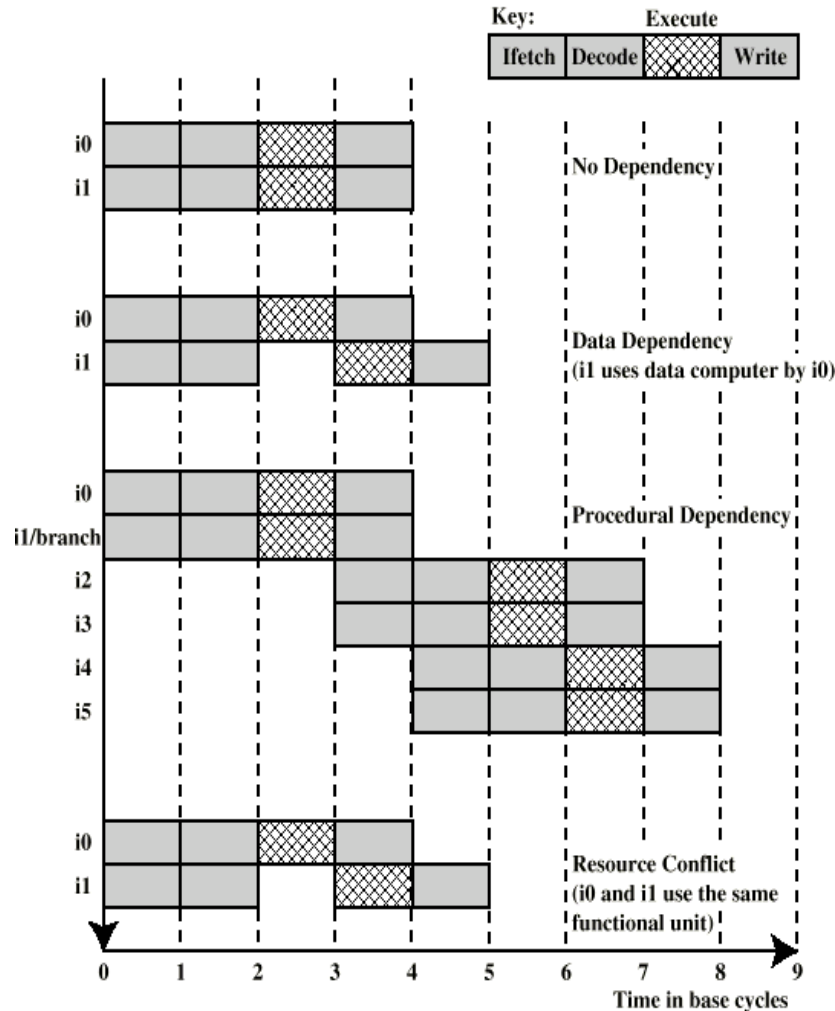 Key:
Execute
Ifetch Decode Write
i0
i1
No Dependency
i0
i1
Data Dependency
(i1 uses data computer by i0)
i0
i1/branch
Procedural Dependency
i2
i3
i4
i5
i0
i1
Resource Conflict
(i0 and i1 use the same
functional unit)
0 1 2 3 4 5 6 7 8 9
Time in base cycles